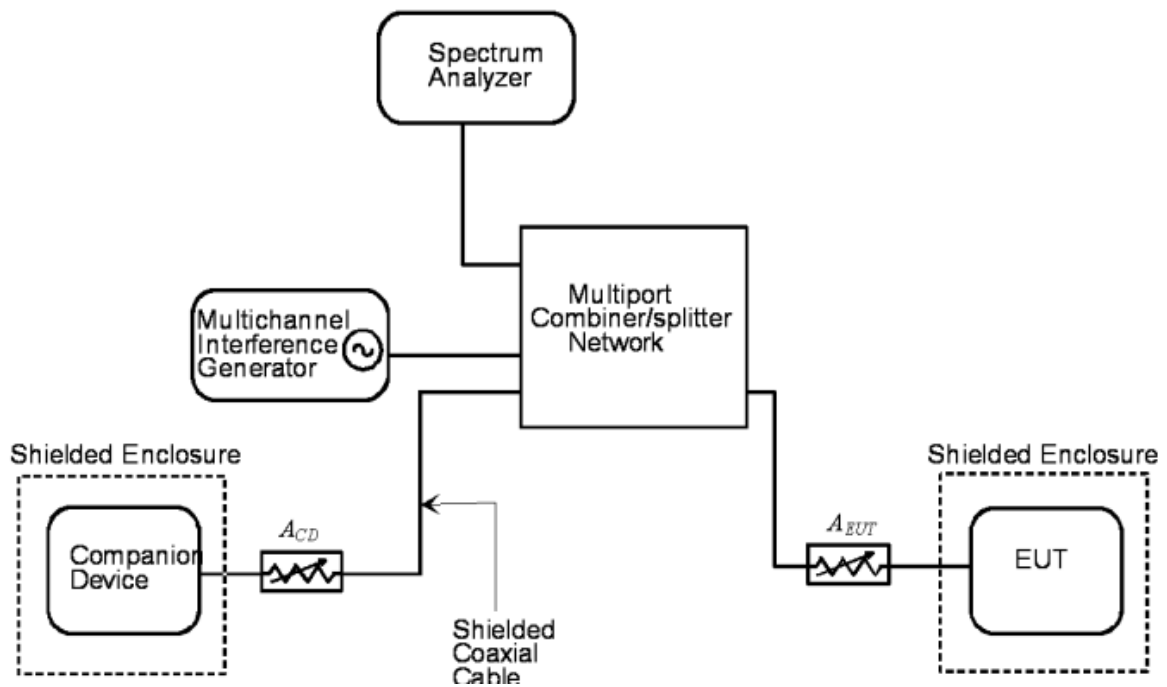 Spectrum
Analyzer
Multiport
Combiner/splitter
Network
Multichannel
Interference
Generator
Shielded Enclosure
Companion
Device
A_CD
Shielded
Coaxial
Cable
A_EUT
Shielded Enclosure
EUT